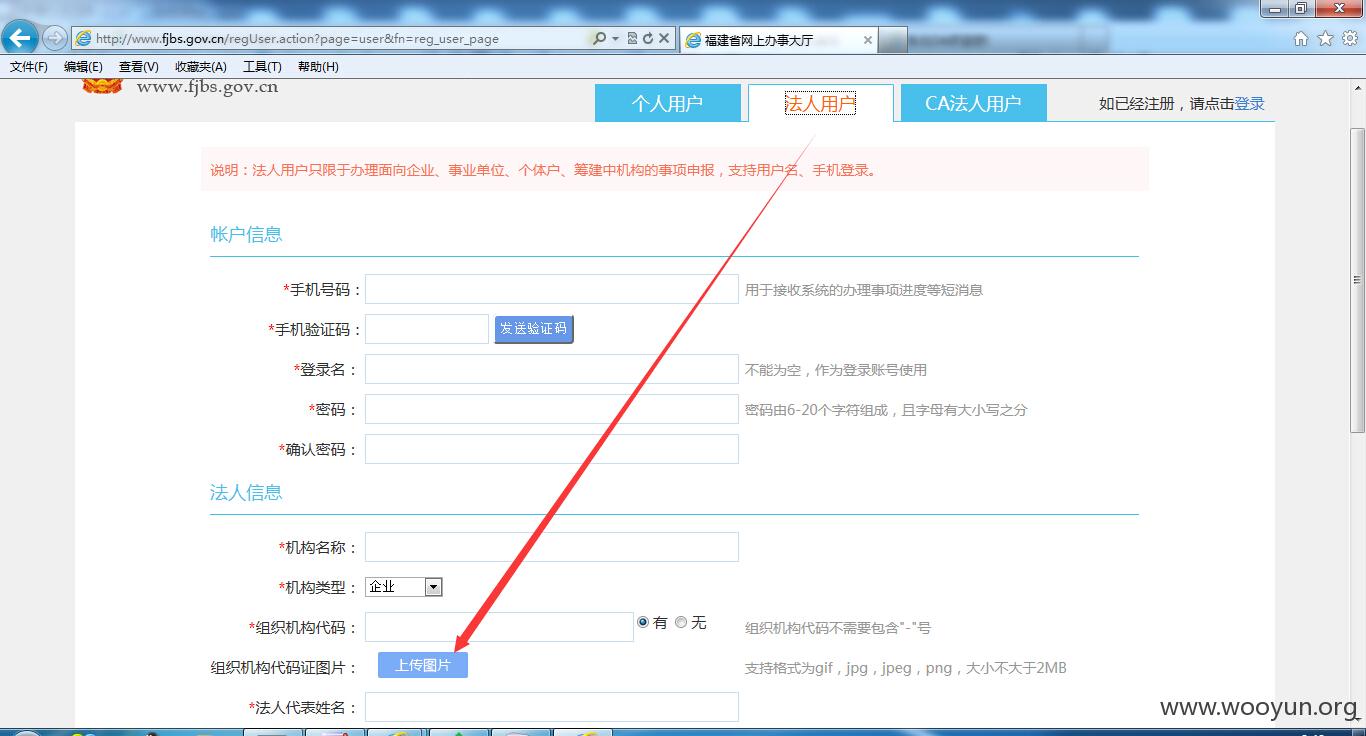 http://www.fjbs.gov.cn/regUser.action?page=user&fn=reg_user_page
福建省网上办事大厅
文件(F) 编辑(E) 查看(V) 收藏夹(A) 工具(T) 帮助(H)
www.fjbs.gov.cn
个人用户 法人用户 CA法人用户 如已经注册，请点击登录
说明：法人用户只限于办理面向企业、事业单位、个体户、筹建中机构的事项申报，支持用户名、手机登录。
帐户信息
*手机号码： 用于接收系统的办理事项进度等短消息
*手机验证码： 发送验证码
*登录名： 不能为空，作为登录账号使用
*密码： 密码由6-20个字符组成，且字母有大小写之分
*确认密码：
法人信息
*机构名称：
*机构类型： 企业
*组织机构代码： 有 无 组织机构代码不需要包含"-"号
组织机构代码证图片： 上传图片 支持格式为gif，jpg，jpeg，png，大小不大于2MB
*法人代表姓名：
www.wooyun.org